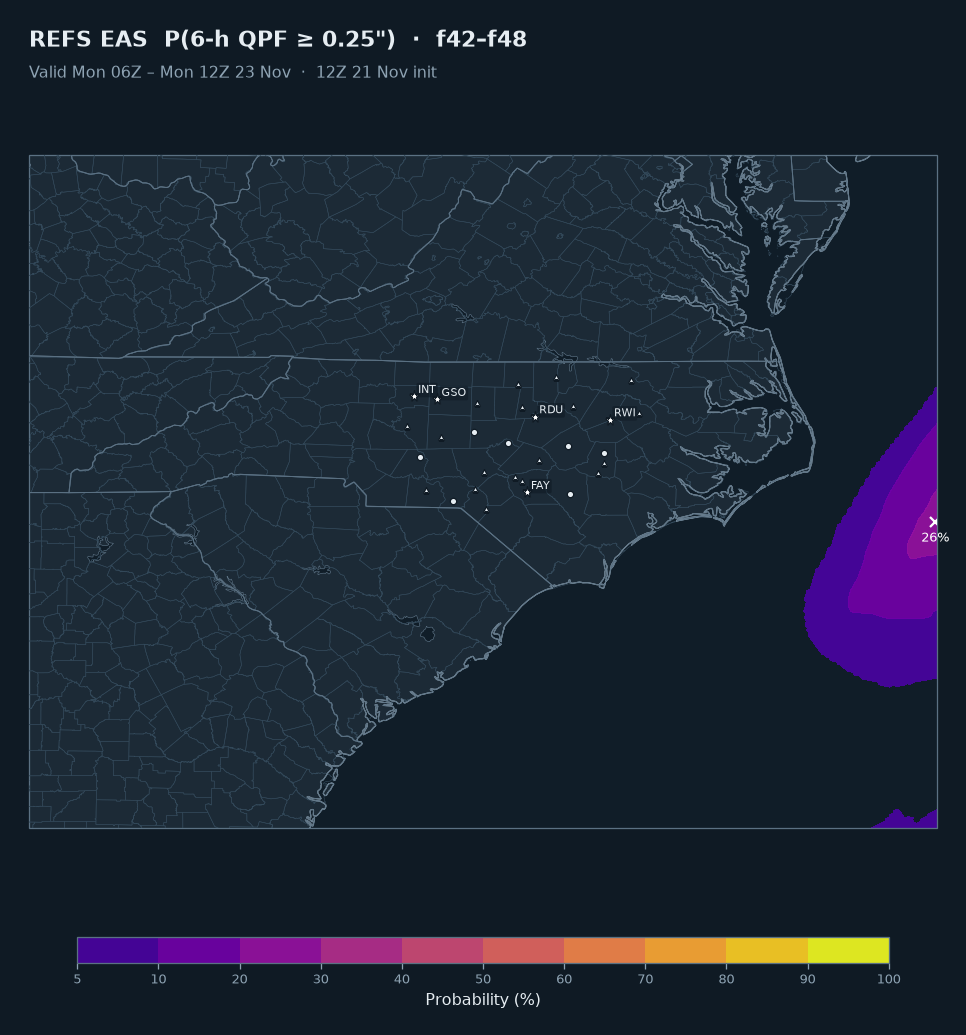 REFS EAS  P(6-h QPF ≥ 0.25")  ·  f42–f48
Valid Mon 06Z – Mon 12Z 23 Nov  ·  12Z 21 Nov init
INT
GSO
RDU
RWI
FAY
26%
5 10 20 30 40 50 60 70 80 90 100
Probability (%)